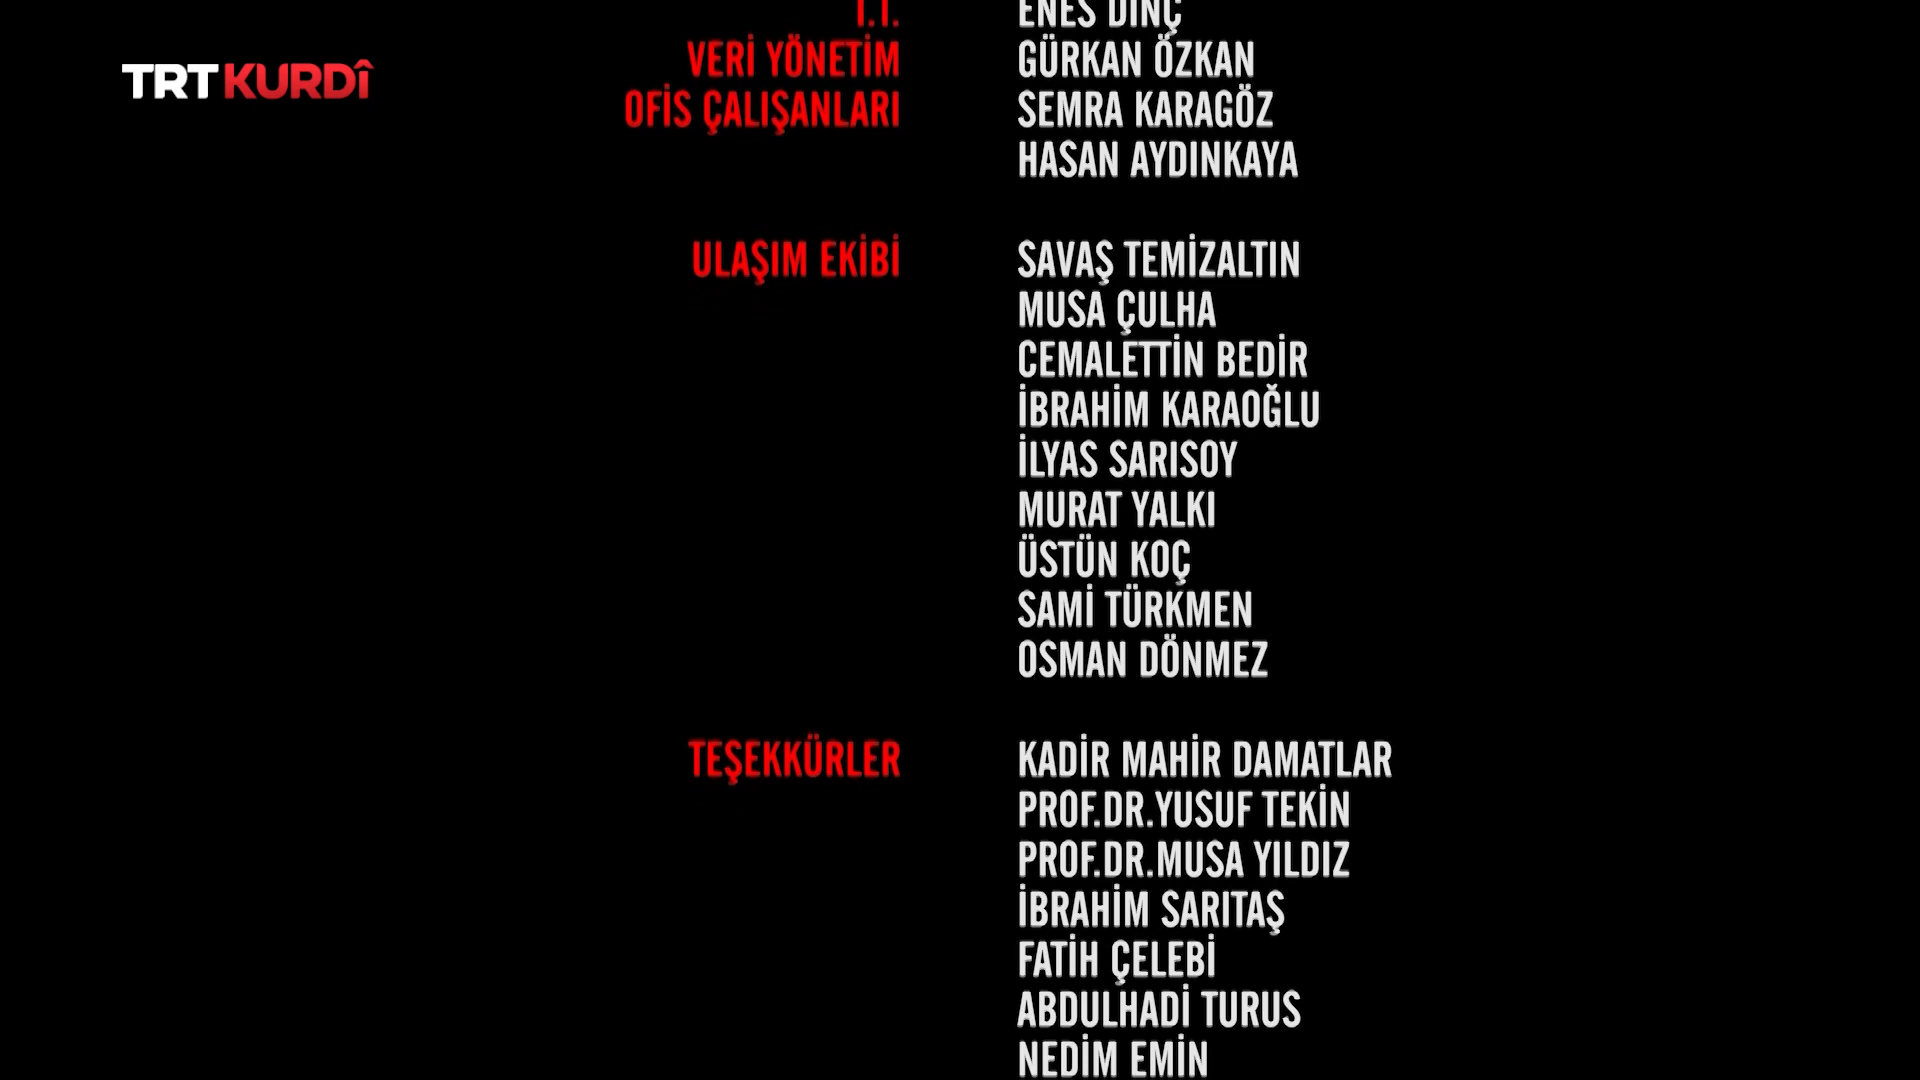 TRT KURDÎ
ENES DİNÇ
VERİ YÖNETİM GÜRKAN ÖZKAN
OFİS ÇALIŞANLARI SEMRA KARAGÖZ
HASAN AYDINKAYA
ULAŞIM EKİBİ SAVAŞ TEMİZALTIN
MUSA ÇULHA
CEMALETTİN BEDİR
İBRAHİM KARAOĞLU
İLYAS SARISOY
MURAT YALKI
ÜSTÜN KOÇ
SAMİ TÜRKMEN
OSMAN DÖNMEZ
TEŞEKKÜRLER KADİR MAHİR DAMATLAR
PROF.DR.YUSUF TEKİN
PROF.DR.MUSA YILDIZ
İBRAHİM SARITAŞ
FATİH ÇELEBİ
ABDULHADİ TURUS
NEDİM EMİN